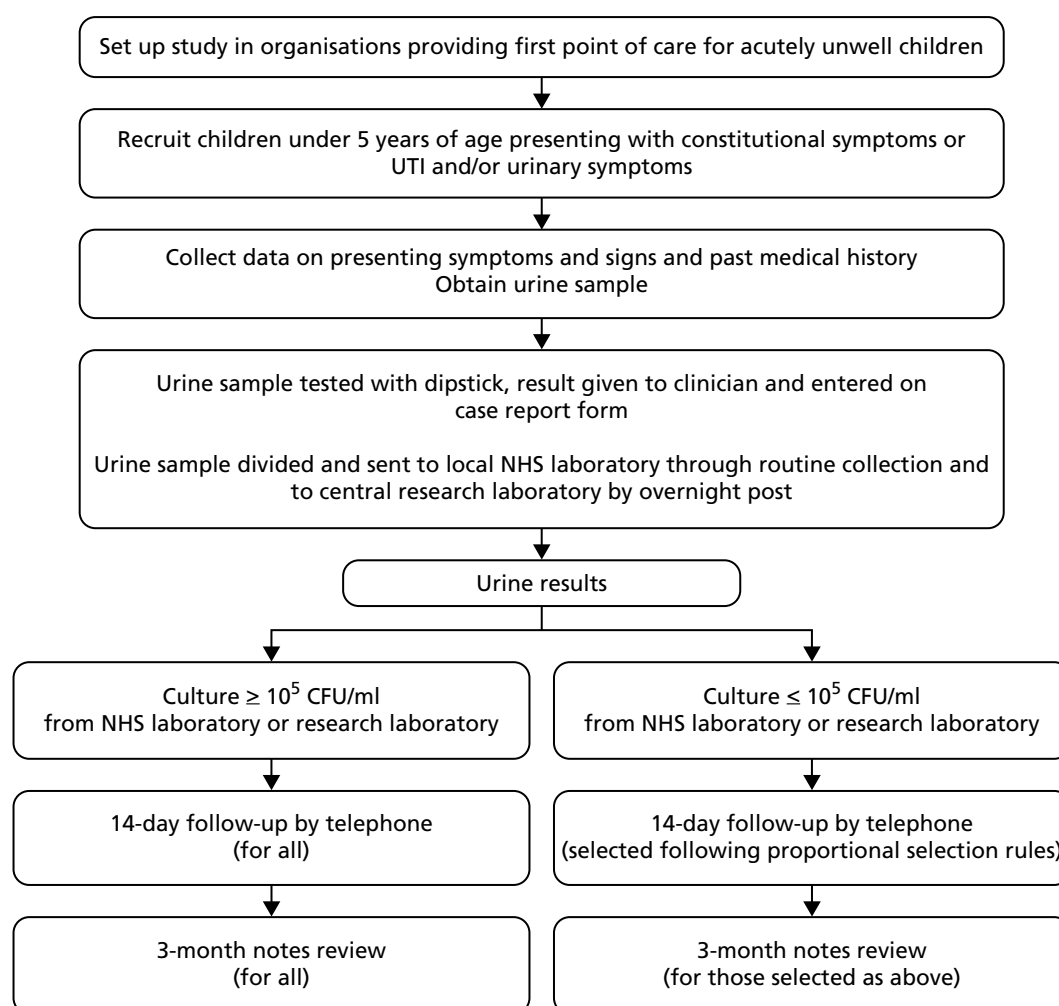 Set up study in organisations providing first point of care for acutely unwell children
Recruit children under 5 years of age presenting with constitutional symptoms or
UTI and/or urinary symptoms
Collect data on presenting symptoms and signs and past medical history
Obtain urine sample
Urine sample tested with dipstick, result given to clinician and entered on
case report form
Urine sample divided and sent to local NHS laboratory through routine collection and
to central research laboratory by overnight post
Urine results
Culture ≥ 10⁵ CFU/ml
from NHS laboratory or research laboratory
Culture ≤ 10⁵ CFU/ml
from NHS laboratory or research laboratory
14-day follow-up by telephone
(for all)
14-day follow-up by telephone
(selected following proportional selection rules)
3-month notes review
(for all)
3-month notes review
(for those selected as above)